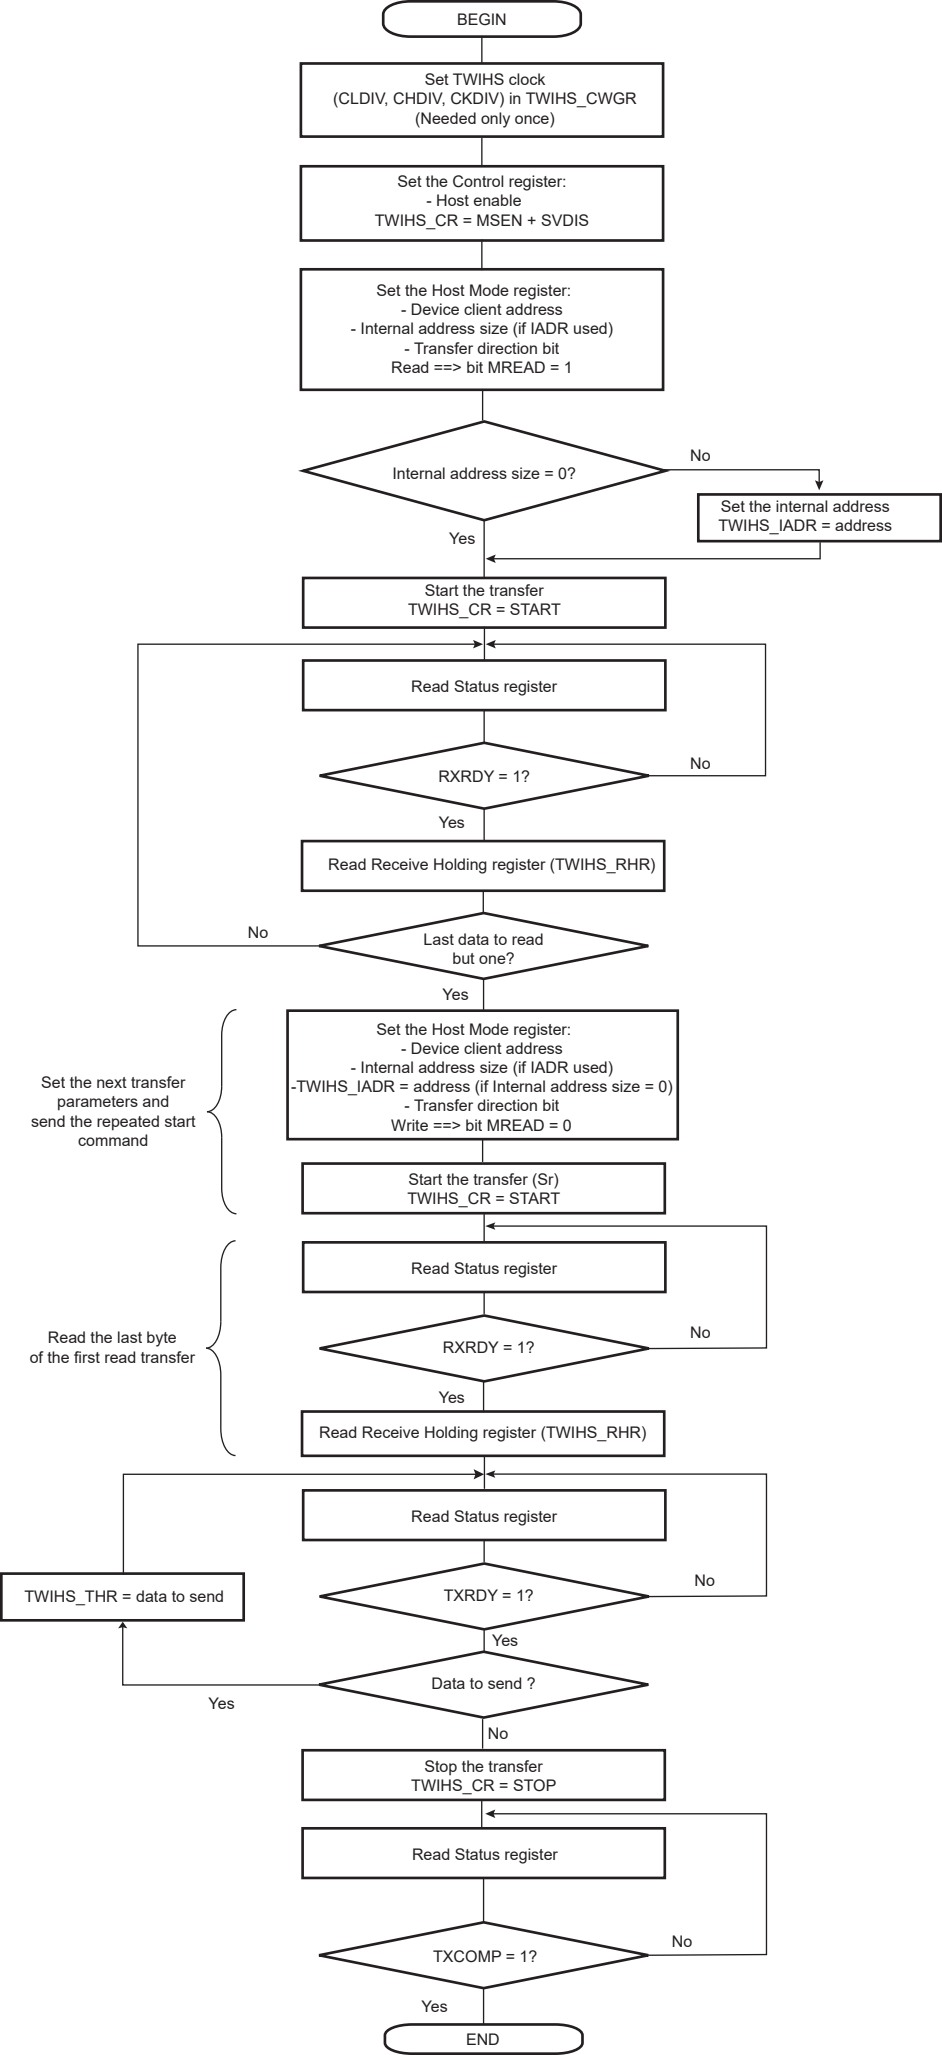 BEGIN
Set TWIHS clock
(CLDIV, CHDIV, CKDIV) in TWIHS_CWGR
(Needed only once)
Set the Control register:
- Host enable
TWIHS_CR = MSEN + SVDIS
Set the Host Mode register:
- Device client address
- Internal address size (if IADR used)
- Transfer direction bit
Read ==> bit MREAD = 1
Internal address size = 0?
No
Set the internal address
TWIHS_IADR = address
Yes
Start the transfer
TWIHS_CR = START
Read Status register
RXRDY = 1?
No
Yes
Read Receive Holding register (TWIHS_RHR)
Last data to read
but one?
No
Yes
Set the Host Mode register:
- Device client address
- Internal address size (if IADR used)
-TWIHS_IADR = address (if Internal address size = 0)
- Transfer direction bit
Write ==> bit MREAD = 0
Set the next transfer
parameters and
send the repeated start
command
Start the transfer (Sr)
TWIHS_CR = START
Read Status register
RXRDY = 1?
No
Read the last byte
of the first read transfer
Yes
Read Receive Holding register (TWIHS_RHR)
Read Status register
TXRDY = 1?
No
TWIHS_THR = data to send
Yes
Data to send ?
Yes
No
Stop the transfer
TWIHS_CR = STOP
Read Status register
TXCOMP = 1?
No
Yes
END